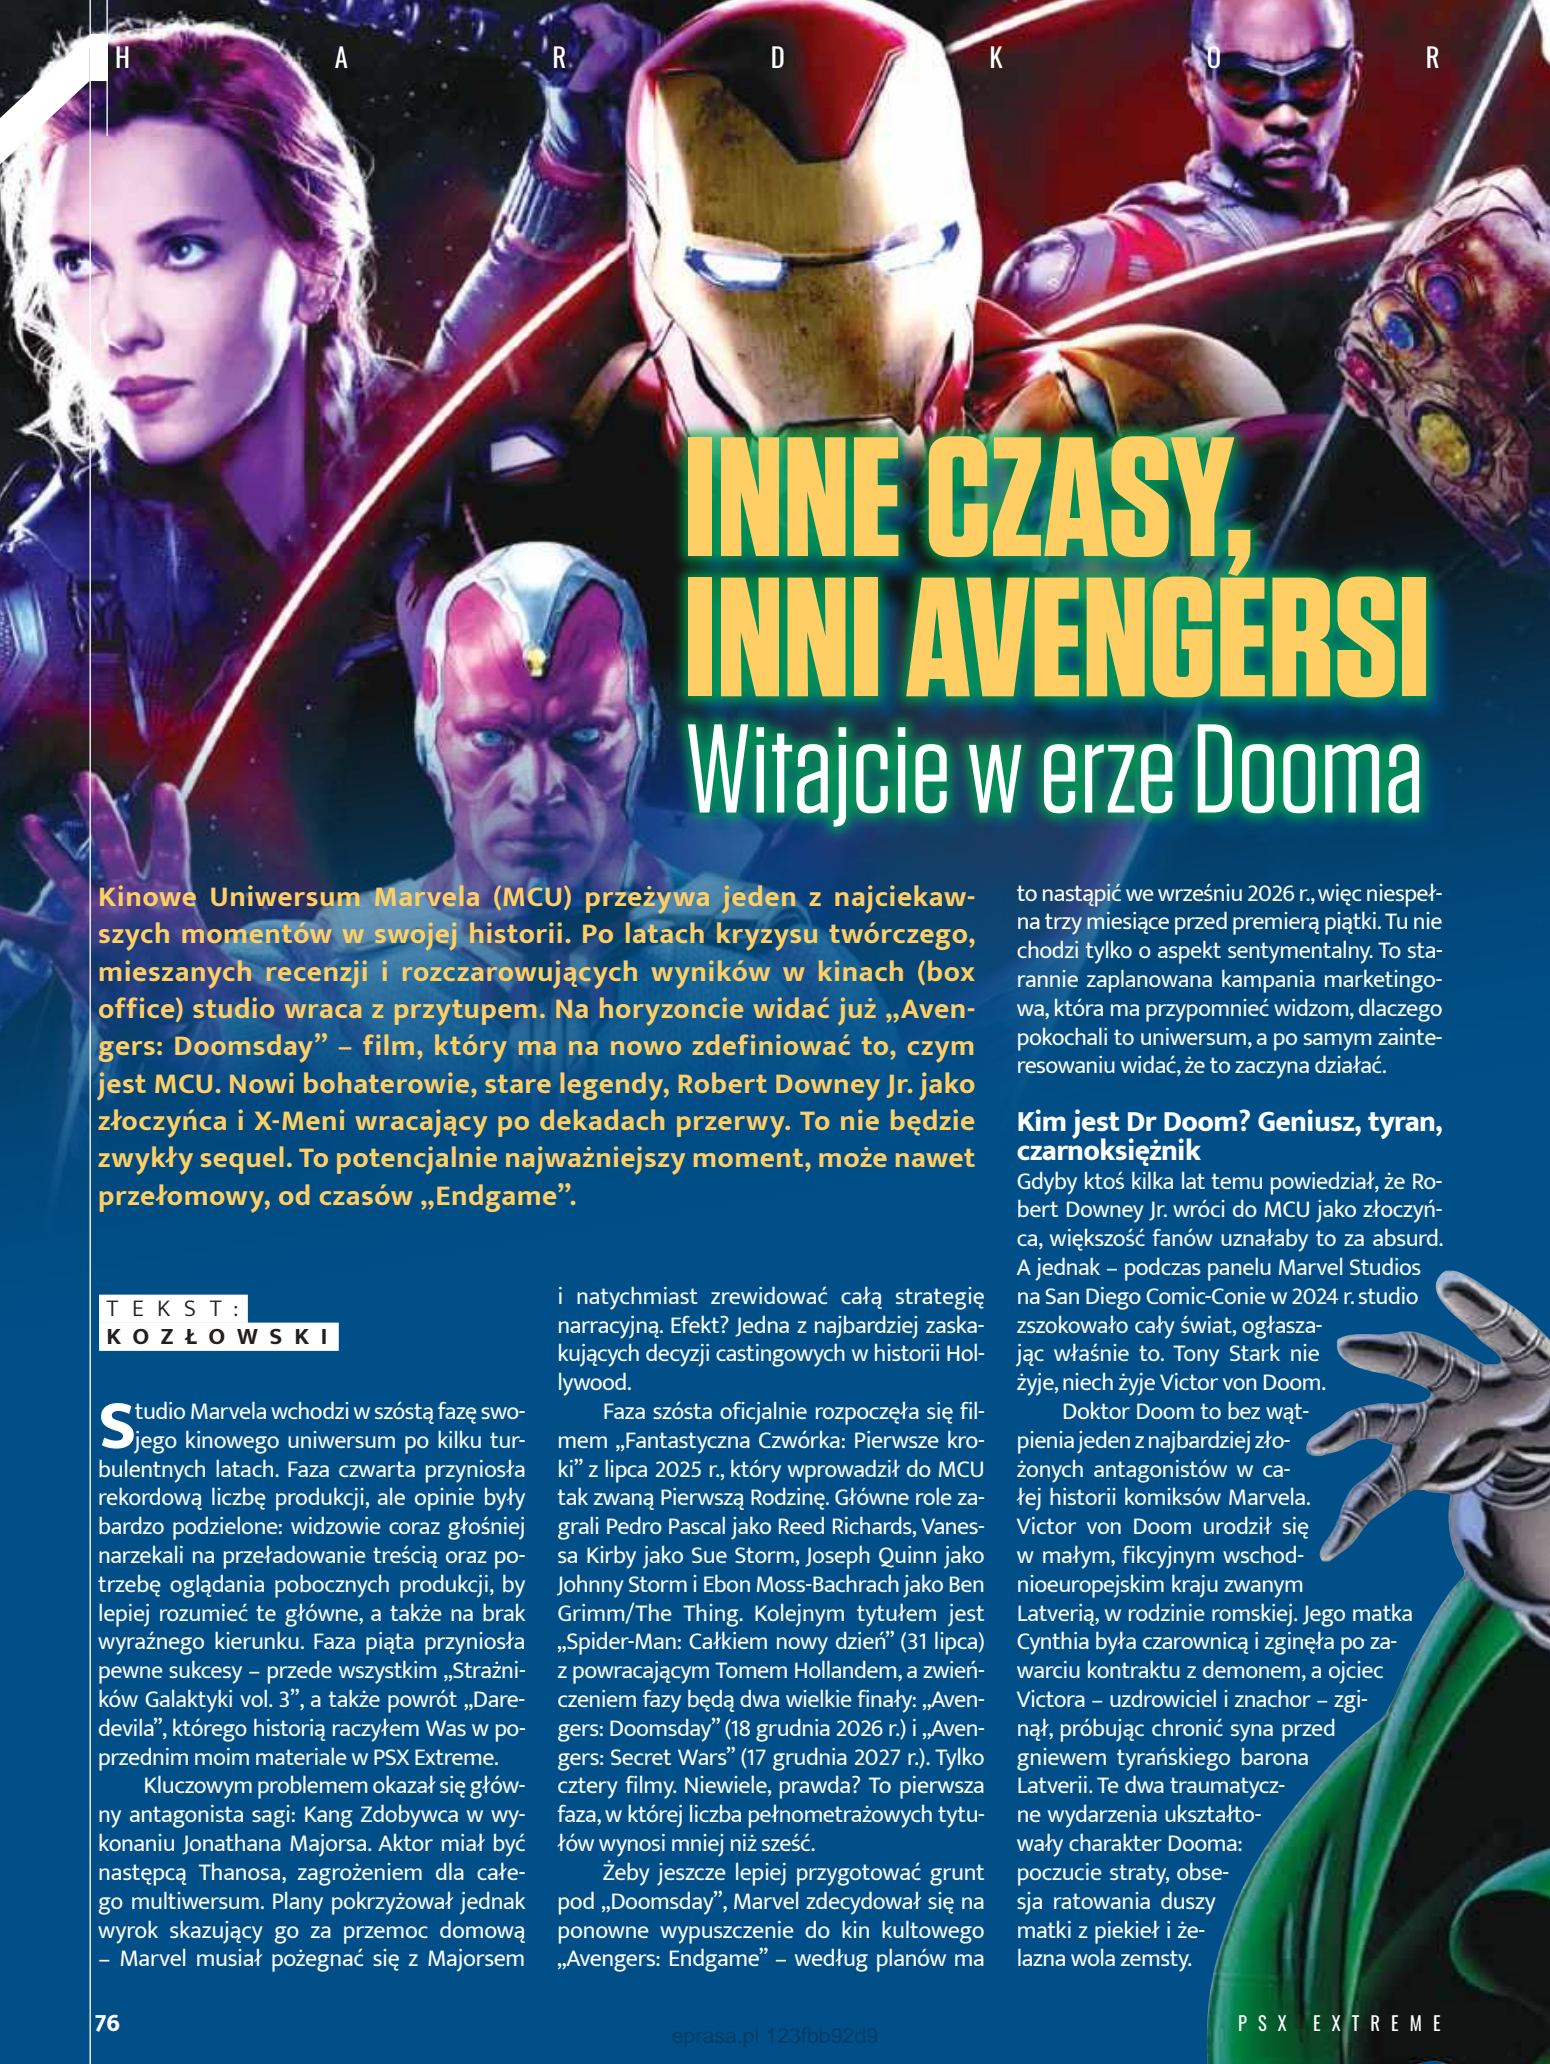 HARDKOR
INNE CZASY,
INNI AVENGERSI
Witajcie w erze Dooma
Kinowe Uniwersum Marvela (MCU) przeżywa jeden z najciekaw-
szych momentów w swojej historii. Po latach kryzysu twórczego,
mieszanych recenzji i rozczarowujących wyników w kinach (box
office) studio wraca z przytupem. Na horyzoncie widać już „Aven-
gers: Doomsday” – film, który ma na nowo zdefiniować to, czym
jest MCU. Nowi bohaterowie, stare legendy, Robert Downey Jr. jako
złoczyńca i X-Meni wracający po dekadach przerwy. To nie będzie
zwykły sequel. To potencjalnie najważniejszy moment, może nawet
przełomowy, od czasów „Endgame”.
TEKST:
KOZŁOWSKI
Studio Marvela wchodzi w szóstą fazę swo-
jego kinowego uniwersum po kilku tur-
bulentnych latach. Faza czwarta przyniosła
rekordową liczbę produkcji, ale opinie były
bardzo podzielone: widzowie coraz głośniej
narzekali na przeładowanie treścią oraz po-
trzebę oglądania pobocznych produkcji, by
lepiej rozumieć te główne, a także na brak
wyraźnego kierunku. Faza piąta przyniosła
pewne sukcesy – przede wszystkim „Strażni-
ków Galaktyki vol. 3”, a także powrót „Dare-
devila”, którego historią raczyłem Was w po-
przednim moim materiale w PSX Extreme.
Kluczowym problemem okazał się głów-
ny antagonista sagi: Kang Zdobywca w wy-
konaniu Jonathana Majorsa. Aktor miał być
następcą Thanosa, zagrożeniem dla całe-
go multiwersum. Plany pokrzyżował jednak
wyrok skazujący go za przemoc domową
– Marvel musiał pożegnać się z Majorsem
i natychmiast zrewidować całą strategię
narracyjną. Efekt? Jedna z najbardziej zaska-
kujących decyzji castingowych w historii Hol-
lywood.
Faza szósta oficjalnie rozpoczęła się fil-
mem „Fantastyczna Czwórka: Pierwsze kro-
ki” z lipca 2025 r., który wprowadził do MCU
tak zwaną Pierwszą Rodzinę. Główne role za-
grali Pedro Pascal jako Reed Richards, Vanes-
sa Kirby jako Sue Storm, Joseph Quinn jako
Johnny Storm i Ebon Moss-Bachrach jako Ben
Grimm/The Thing. Kolejnym tytułem jest
„Spider-Man: Całkiem nowy dzień” (31 lipca)
z powracającym Tomem Hollandem, a zwień-
czeniem fazy będą dwa wielkie finały: „Aven-
gers: Doomsday” (18 grudnia 2026 r.) i „Aven-
gers: Secret Wars” (17 grudnia 2027 r.). Tylko
cztery filmy. Niewiele, prawda? To pierwsza
faza, w której liczba pełnometrażowych tytu-
łów wynosi mniej niż sześć.
Żeby jeszcze lepiej przygotować grunt
pod „Doomsday”, Marvel zdecydował się na
ponowne wypuszczenie do kin kultowego
„Avengers: Endgame” – według planów ma
to nastąpić we wrześniu 2026 r., więc niespeł-
na trzy miesiące przed premierą piątki. Tu nie
chodzi tylko o aspekt sentymentalny. To sta-
rannie zaplanowana kampania marketingo-
wa, która ma przypomnieć widzom, dlaczego
pokochali to uniwersum, a po samym zainte-
resowaniu widać, że to zaczyna działać.
Kim jest Dr Doom? Geniusz, tyran,
czarnoksiężnik
Gdyby ktoś kilka lat temu powiedział, że Ro-
bert Downey Jr. wróci do MCU jako złoczyń-
ca, większość fanów uznałaby to za absurd.
A jednak – podczas panelu Marvel Studios
na San Diego Comic-Conie w 2024 r. studio
zszokowało cały świat, ogłasza-
jąc właśnie to. Tony Stark nie
żyje, niech żyje Victor von Doom.
Doktor Doom to bez wąt-
pienia jeden z najbardziej zło-
żonych antagonistów w ca-
łej historii komiksów Marvela.
Victor von Doom urodził się
w małym, fikcyjnym wschod-
nioeuropejskim kraju zwanym
Latverią, w rodzinie romskiej. Jego matka
Cynthia była czarownicą i zginęła po za-
warciu kontraktu z demonem, a ojciec
Victora – uzdrowiciel i znachor – zgi-
nął, próbując chronić syna przed
gniewem tyrańskiego barona
Latverii. Te dwa traumatycz-
ne wydarzenia ukształto-
wały charakter Dooma:
poczucie straty, obse-
sja ratowania duszy
matki z piekieł i że-
lazna wola zemsty.
76
eprasa.pl 123fbb92d9
PSX EXTREME